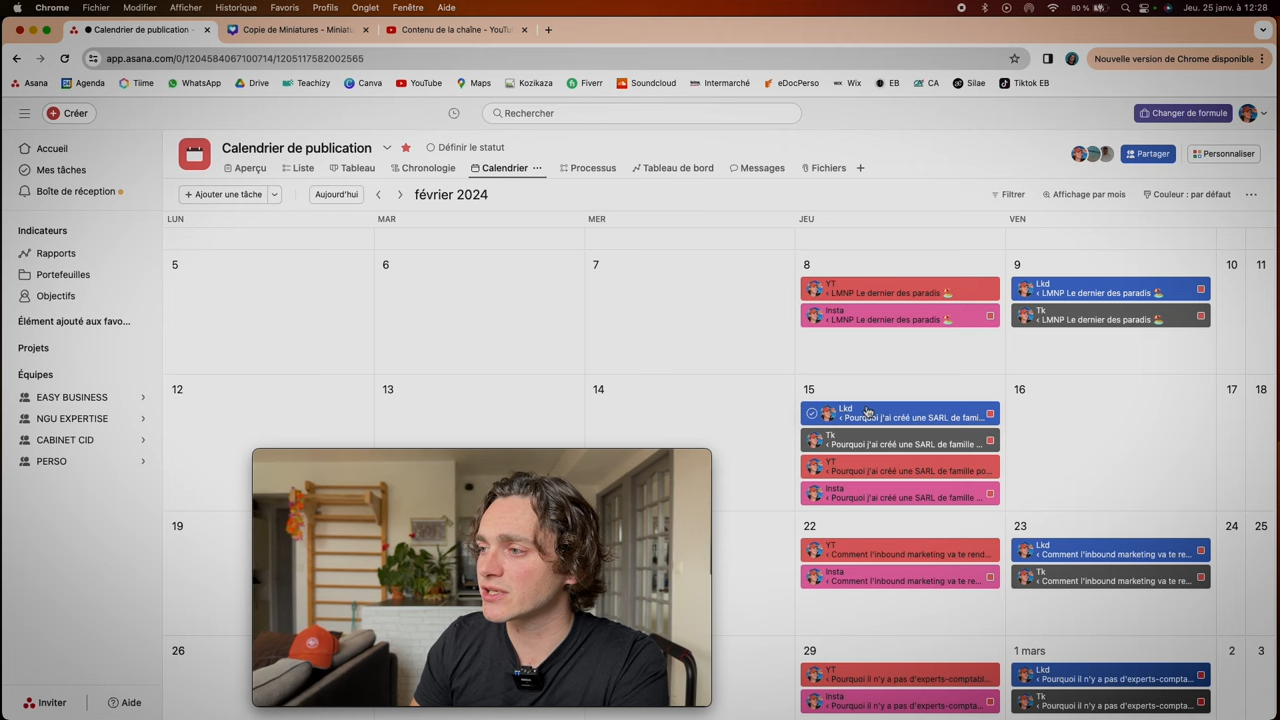 Chrome Fichier Modifier Afficher Historique Favoris Profils Onglet Fenêtre Aide 80 % Jeu. 25 janv. à 12:28
Calendrier de publication - Copie de Miniatures - Miniatu Contenu de la chaîne - YouTu
app.asana.com/0/1204584067100714/1205117582002565 Nouvelle version de Chrome disponible
Asana Agenda Tiime WhatsApp Drive Teachizy Canva YouTube Maps Kozikaza Fiverr Soundcloud Intermarché eDocPerso Wix EB CA Silae Tiktok EB
Créer Rechercher Changer de formule
Accueil
Mes tâches
Boîte de réception
Indicateurs
Rapports
Portefeuilles
Objectifs
Élément ajouté aux favo...
Projets
Équipes
EASY BUSINESS
NGU EXPERTISE
CABINET CID
PERSO
Inviter Aide
Calendrier de publication Définir le statut
Aperçu Liste Tableau Chronologie Calendrier Processus Tableau de bord Messages Fichiers
Partager Personnaliser
Ajouter une tâche Aujourd'hui février 2024 Filtrer Affichage par mois Couleur : par défaut
LUN MAR MER JEU VEN
5 6 7 8 9 10 11
YT
‹ LMNP Le dernier des paradis
Insta
‹ LMNP Le dernier des paradis
Lkd
‹ LMNP Le dernier des paradis
Tk
‹ LMNP Le dernier des paradis
12 13 14 15 16 17 18
Lkd
‹ Pourquoi j'ai créé une SARL de fami...
Tk
‹ Pourquoi j'ai créé une SARL de famille ...
YT
‹ Pourquoi j'ai créé une SARL de famille po...
Insta
‹ Pourquoi j'ai créé une SARL de famille ...
19 22 23 24 25
YT
‹ Comment l'inbound marketing va te rend...
Insta
‹ Comment l'inbound marketing va te re...
Lkd
‹ Comment l'inbound marketing va te re...
Tk
‹ Comment l'inbound marketing va te re...
26 29 1 mars 2 3
YT
‹ Pourquoi il n'y a pas d'experts-comptabl...
Insta
‹ Pourquoi il n'y a pas d'experts-compta...
Lkd
‹ Pourquoi il n'y a pas d'experts-compta...
Tk
‹ Pourquoi il n'y a pas d'experts-compta...